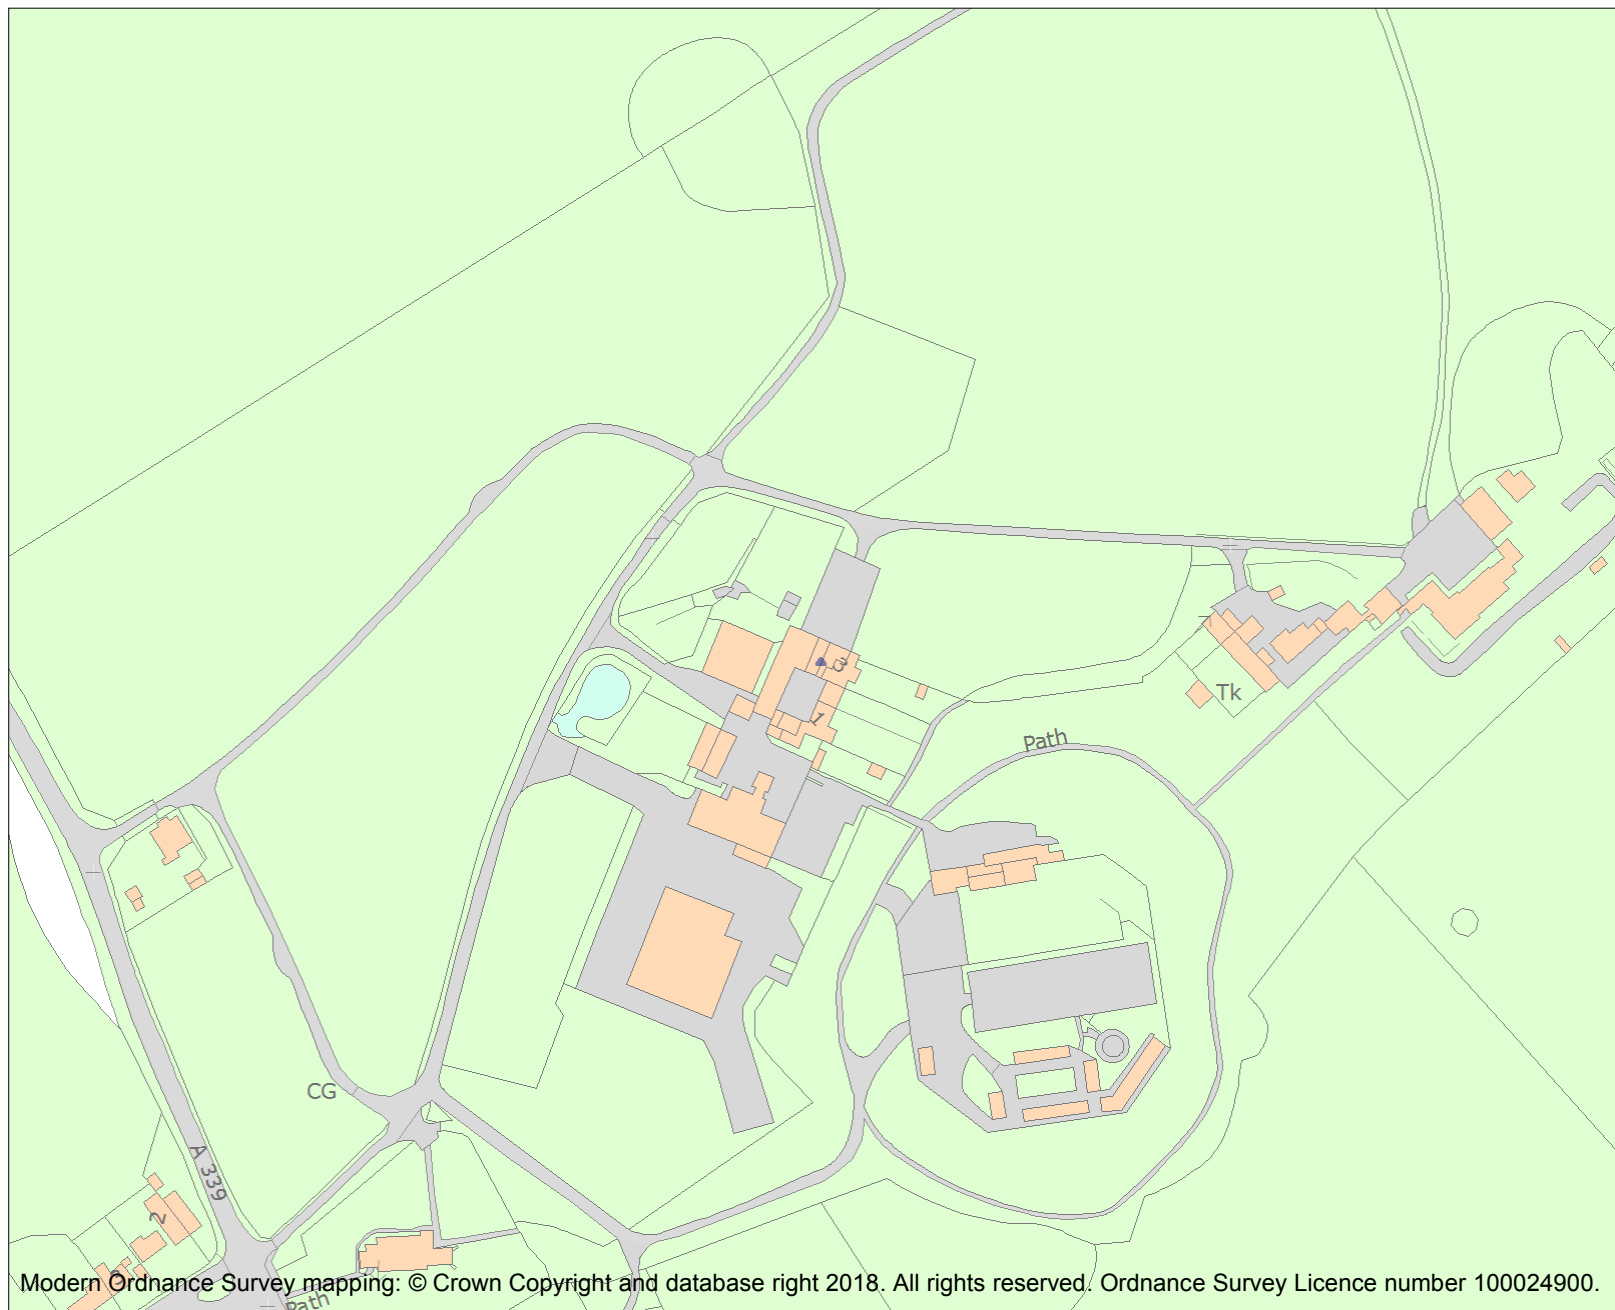 3
1
7
Tk
Path
CG
A 339
2
Modern Ordnance Survey mapping: © Crown Copyright and database right 2018. All rights reserved. Ordnance Survey Licence number 100024900.
Path